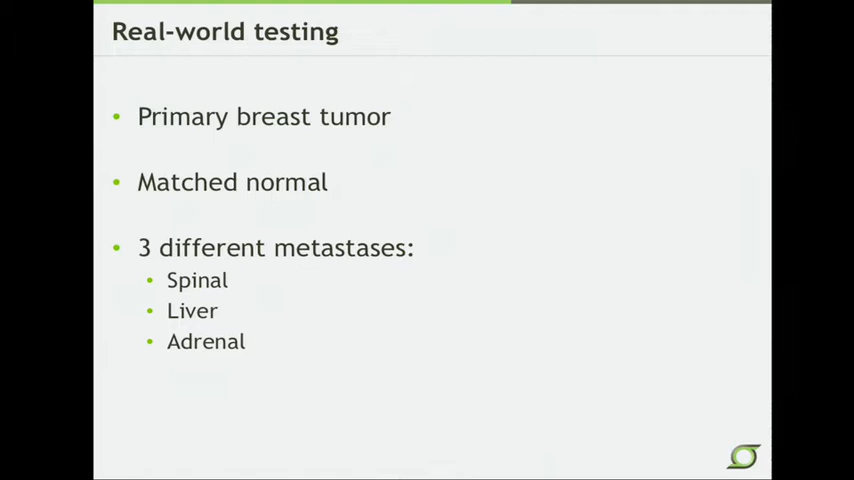 Real-world testing
• Primary breast tumor
• Matched normal
• 3 different metastases:
• Spinal
• Liver
• Adrenal